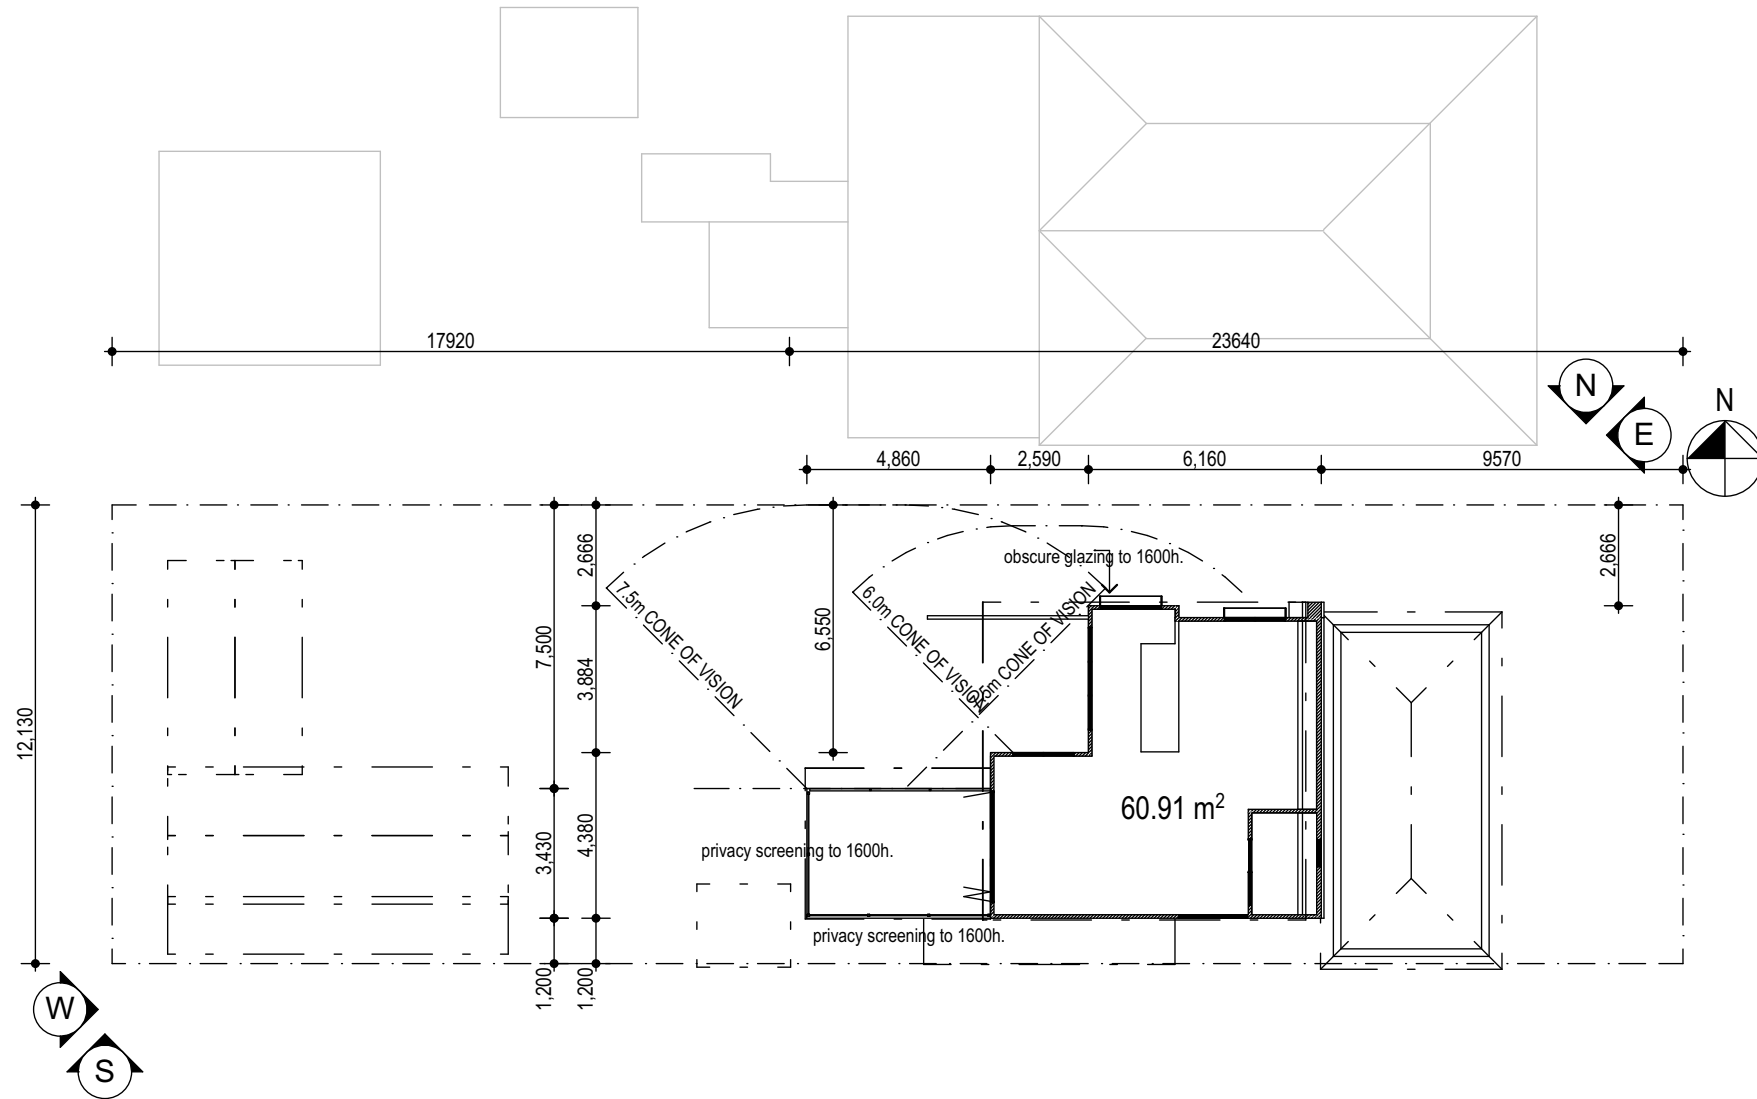 17920
23640
N
E
N
4,860
2,590
6,160
9570
obscure glazing to 1600h.
2,666
2,666
7.5m CONE OF VISION
6.0m CONE OF VISION
CONE OF VISION
6,550
7,500
3,884
12,130
60.91 m²
3,430
4,380
privacy screening to 1600h.
privacy screening to 1600h.
1,200
1,200
W
S